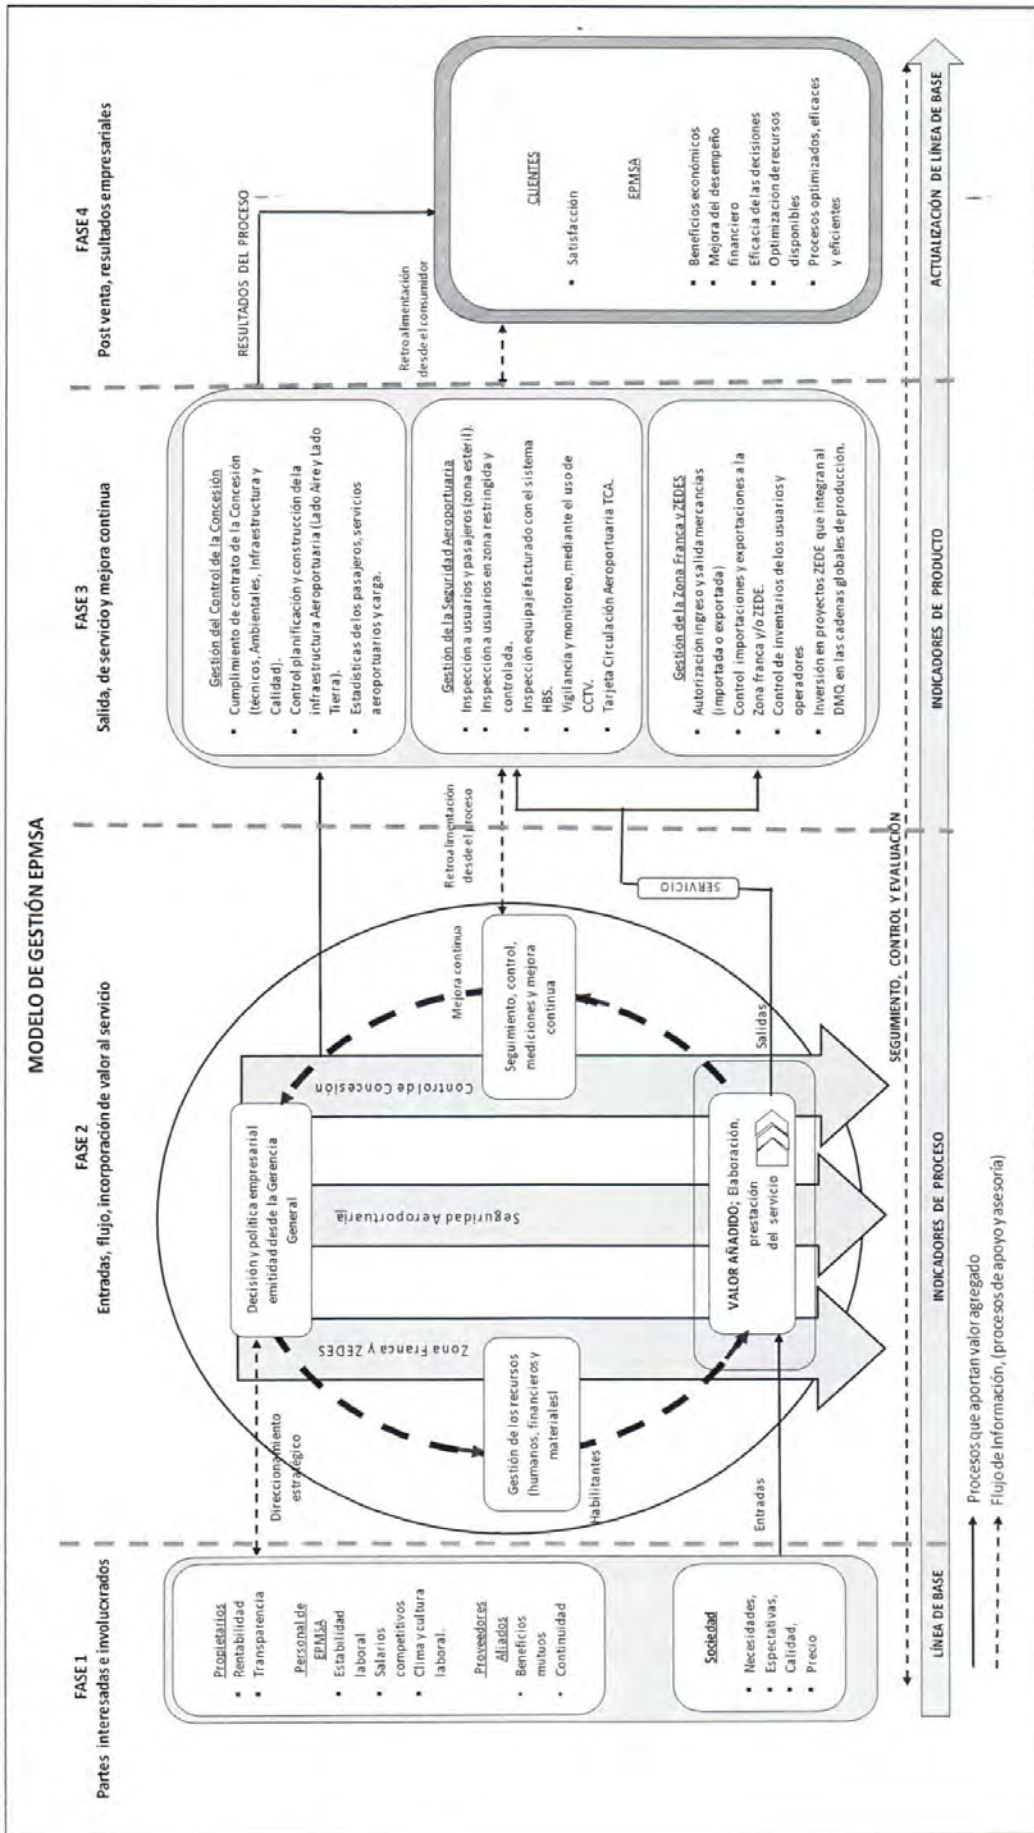 MODELO DE GESTIÓN EPMSA
FASE 1
Partes interesadas e involucxrados
Propietarios
▪ Rentabilidad
▪ Transparencia
Personal de
EPMSA
▪ Estabilidad
laboral
▪ Salarios
competitivos
▪ Clima y cultura
laboral.
Proveedores
Aliados
▪ Beneficios
mutuos
▪ Continuidad
Sociedad
▪ Necesidades,
▪ Espectativas,
▪ Calidad,
▪ Precio
LÍNEA DE BASE
FASE 2
Entradas, flujo, incorporación de valor al servicio
Direccionamiento
estratégico
Decisión y política empresarial
emitidad desde la Gerencia
General
Mejora continua
Zona Franca y ZEDES
Seguridad Aeroportuaria
Control de Concesión
Gestión de los recursos
(humanos, financieros y
materiales)
Seguimiento, control,
mediciones y mejora
continua
Retroalimentación
desde el proceso
Habilitantes
Entradas
VALOR AÑADIDO; Elaboración,
prestación
del servicio
Salidas
SERVICIO
INDICADORES DE PROCESO
FASE 3
Salida, de servicio y mejora continua
Gestión del Control de la Concesión
▪ Cumplimiento de contrato de la Concesión
(técnicos, Ambientales, Infraestructura y
Calidad).
▪ Control planificación y construcción de la
infraestructura Aeroportuaria (Lado Aire y Lado
Tierra).
▪ Estadísticas de los pasajeros, servicios
aeroportuarios y carga.
Gestión de la Seguridad Aeroportuaria
▪ Inspección a usuarios y pasajeros (zona esteril).
▪ Inspección a usuarios en zona restringida y
controlada.
▪ Inspección equipaje facturado con el sistema
HBS.
▪ Vigilancia y monitoreo, mediante el uso de
CCTV.
▪ Tarjeta Circulación Aeroportuaria TCA.
Gestión de la Zona Franca y ZEDES
▪ Autorización ingreso y salida mercancías
(importada o exportada)
▪ Control importaciones y exportaciones a la
Zona franca y/o ZEDE.
▪ Control de inventarios de los usuarios y
operadores
▪ Inversión en proyectos ZEDE que integran al
DMQ en las cadenas globales de producción.
INDICADORES DE PRODUCTO
FASE 4
Post venta, resultados empresariales
RESULTADOS DEL PROCESO
Retroalimentación
desde el consumidor
CLIENTES
▪ Satisfacción
EPMSA
▪ Beneficios económicos
▪ Mejora del desempeño
financiero
▪ Eficacia de las decisiones
▪ Optimización de recursos
disponibles
▪ Procesos optimizados, eficaces
y eficientes
ACTUALIZACIÓN DE LÍNEA DE BASE
SEGUIMIENTO, CONTROL Y EVALUACIÓN
Procesos que aportan valor agregado
Flujo de Información, (procesos de apoyo y asesoría)